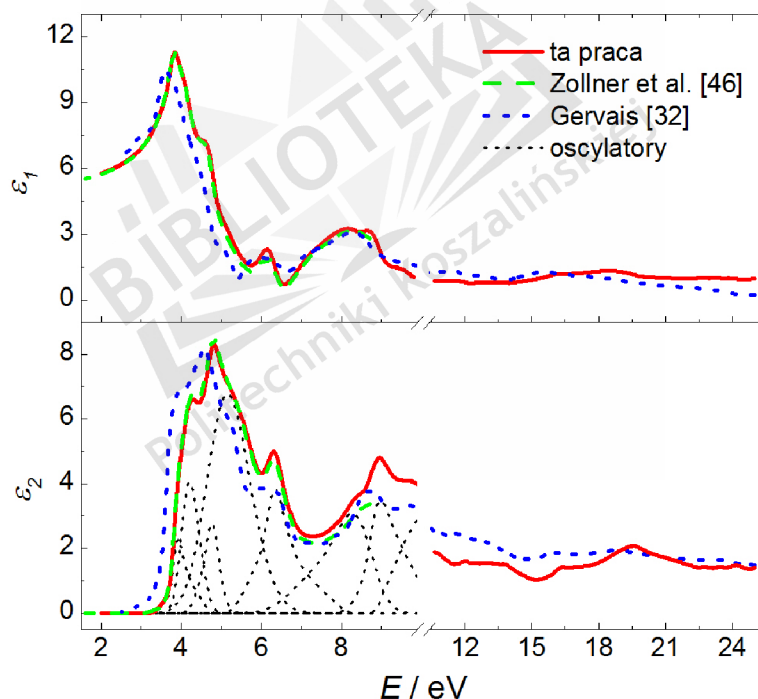 12
9
6
3
0
ε1
ta praca
Zollner et al. [46]
Gervais [32]
oscylatory
BIBLIOTEKA
Politechniki Koszalińskiej
8
6
4
2
0
ε2
2 4 6 8 12 15 18 21 24
E / eV